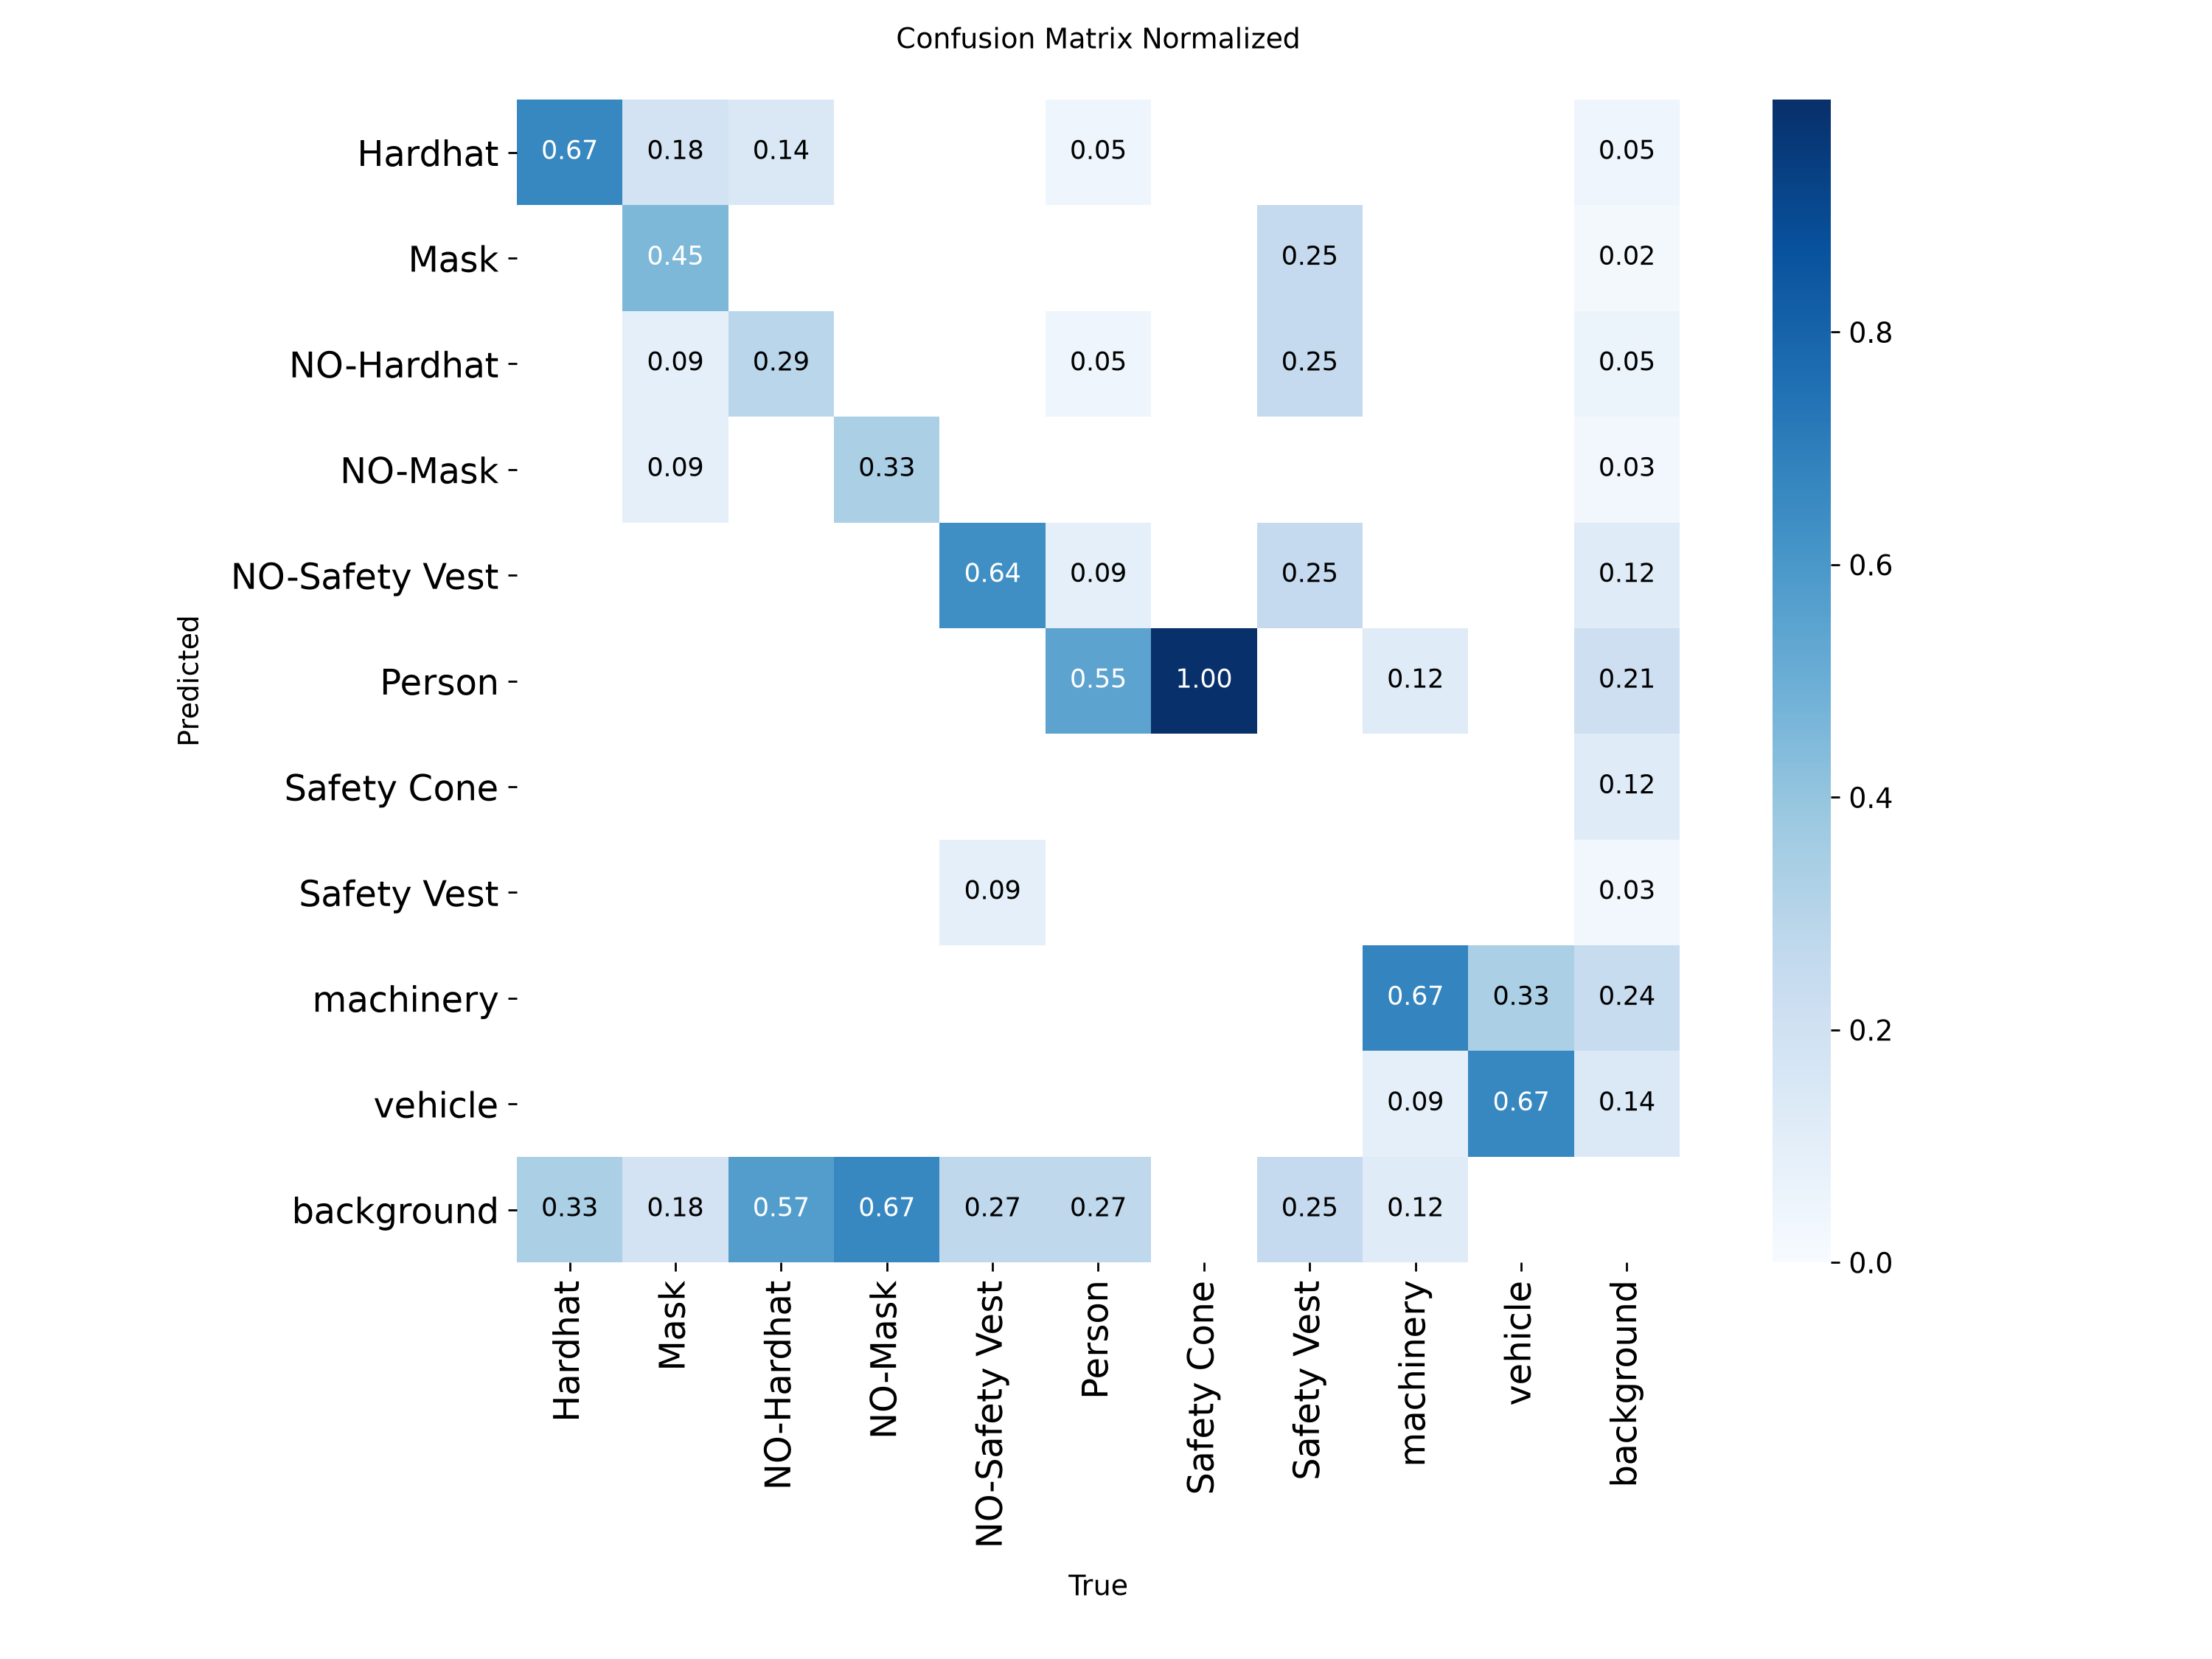 Confusion Matrix Normalized
Hardhat 0.67 0.18 0.14 0.05 0.05
Mask 0.45 0.25 0.02
0.8
NO-Hardhat 0.09 0.29 0.05 0.25 0.05
NO-Mask 0.09 0.33 0.03
NO-Safety Vest 0.64 0.09 0.25 0.12
0.6
Predicted
Person 0.55 1.00 0.12 0.21
Safety Cone 0.12
0.4
Safety Vest 0.09 0.03
machinery 0.67 0.33 0.24
0.2
vehicle 0.09 0.67 0.14
background 0.33 0.18 0.57 0.67 0.27 0.27 0.25 0.12
0.0
Hardhat
Mask
NO-Hardhat
NO-Mask
NO-Safety Vest
Person
Safety Cone
Safety Vest
machinery
vehicle
background
True